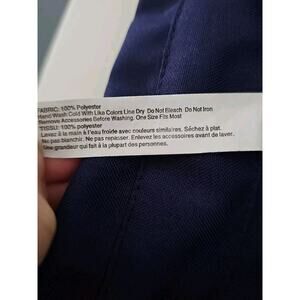 FABRIC: 100% Polyester
Hand Wash Cold With Like Colors Line Dry Do Not Bleach Do Not Iron
Remove Accessories Before Washing. One Size Fits Most
TISSU: 100% polyester
Lavez à la main à l'eau froide avec couleurs similaires. Séchez à plat.
Ne pas blanchir. Ne pas repasser. Enlevez les accessoires avant de laver.
Une grandeur qui fait à la plupart des personnes.